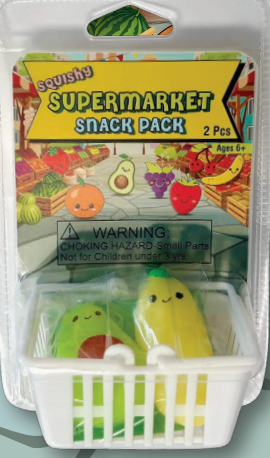 Squishy
SUPERMARKET
SNACK PACK
2 Pcs
Ages 6+
WARNING:
CHOKING HAZARD-Small Parts
Not for Children under 3 yrs.